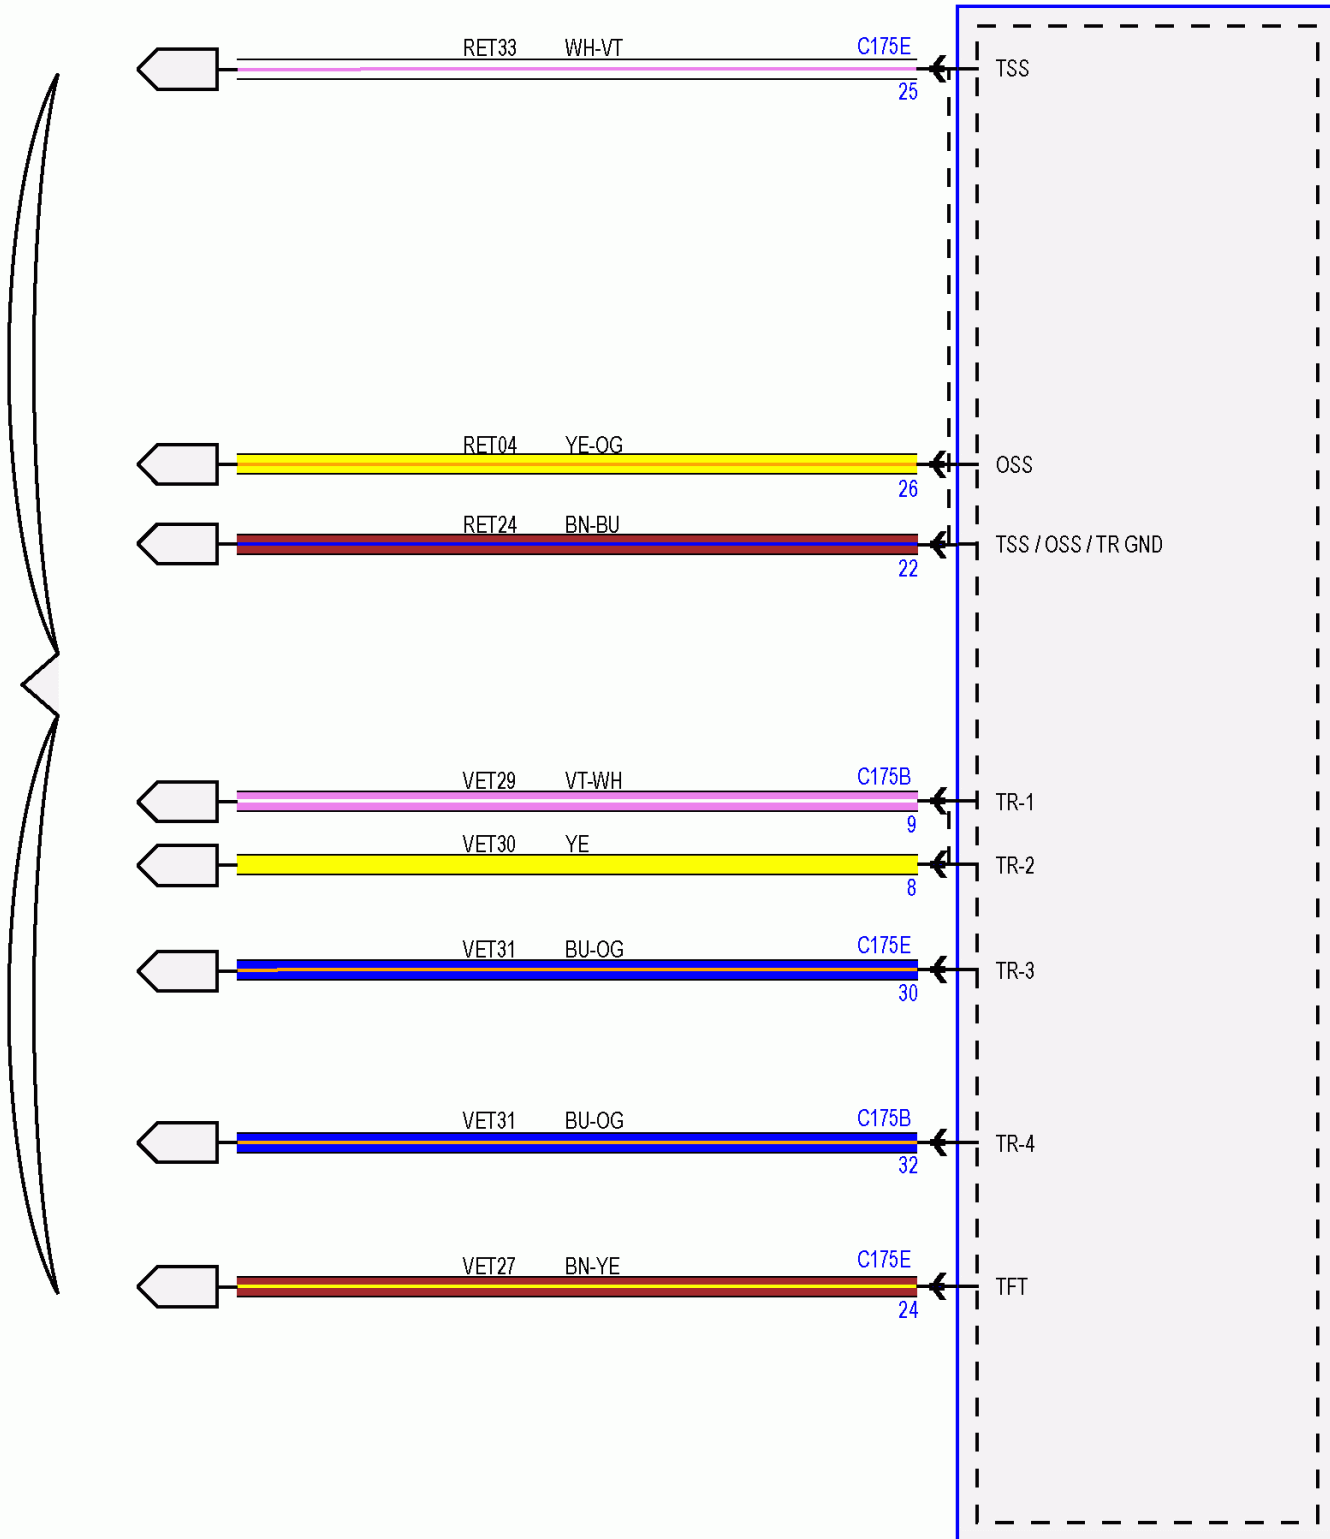 RET33 WH-VT C175E
25
TSS
RET04 YE-OG
26
OSS
RET24 BN-BU
22
TSS / OSS / TR GND
VET29 VT-WH C175B
9
TR-1
VET30 YE
8
TR-2
VET31 BU-OG C175E
30
TR-3
VET31 BU-OG C175B
32
TR-4
VET27 BN-YE C175E
24
TFT